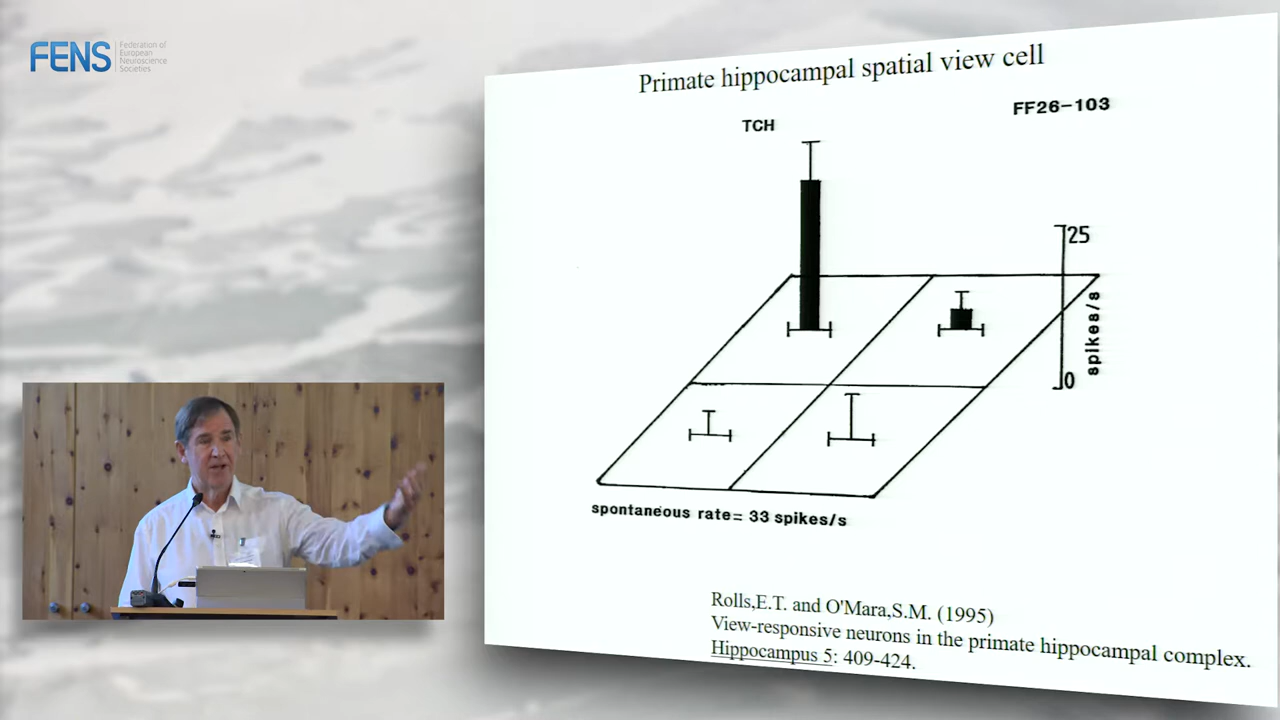 FENS
Federation of
European
Neuroscience
Societies
Primate hippocampal spatial view cell
FF26-103
TCH
25
spikes/s
0
spontaneous rate= 33 spikes/s
Rolls,E.T. and O'Mara,S.M. (1995)
View-responsive neurons in the primate hippocampal complex.
Hippocampus 5: 409-424.